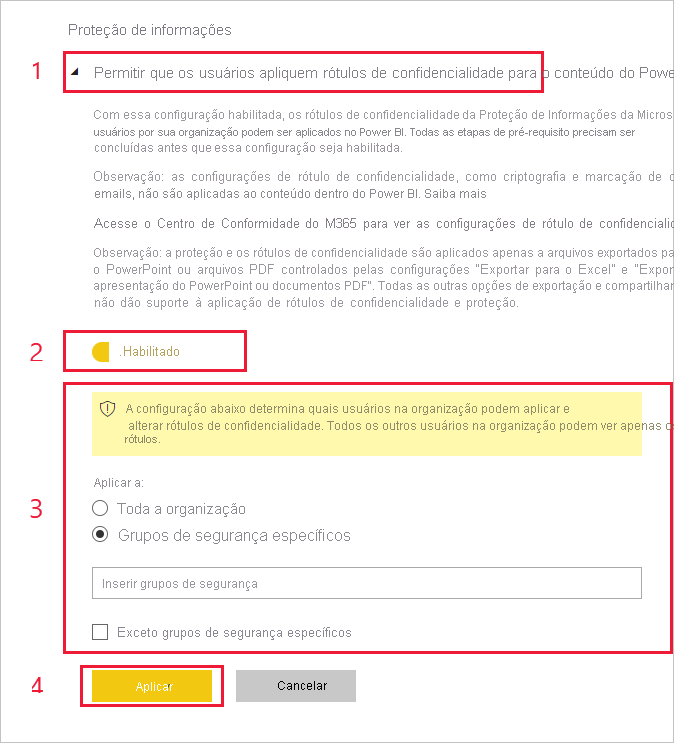 Proteção de informações
1
Permitir que os usuários apliquem rótulos de confidencialidade para o conteúdo do Powe
Com essa configuração habilitada, os rótulos de confidencialidade da Proteção de Informações da Micros
usuários por sua organização podem ser aplicados no Power BI. Todas as etapas de pré-requisito precisam ser
concluídas antes que essa configuração seja habilitada.
Observação: as configurações de rótulo de confidencialidade, como criptografia e marcação de c
emails, não são aplicadas ao conteúdo dentro do Power BI. Saiba mais
Acesse o Centro de Conformidade do M365 para ver as configurações de rótulo de confidenciali
Observação: a proteção e os rótulos de confidencialidade são aplicados apenas a arquivos exportados pa
o PowerPoint ou arquivos PDF controlados pelas configurações "Exportar para o Excel" e "Expor
apresentação do PowerPoint ou documentos PDF". Todas as outras opções de exportação e compartilhar
não dão suporte à aplicação de rótulos de confidencialidade e proteção.
2
.Habilitado
A configuração abaixo determina quais usuários na organização podem aplicar e
alterar rótulos de confidencialidade. Todos os outros usuários na organização podem ver apenas os
rótulos.
Aplicar a:
3
Toda a organização
Grupos de segurança específicos
Inserir grupos de segurança
Exceto grupos de segurança específicos
4
Aplicar
Cancelar